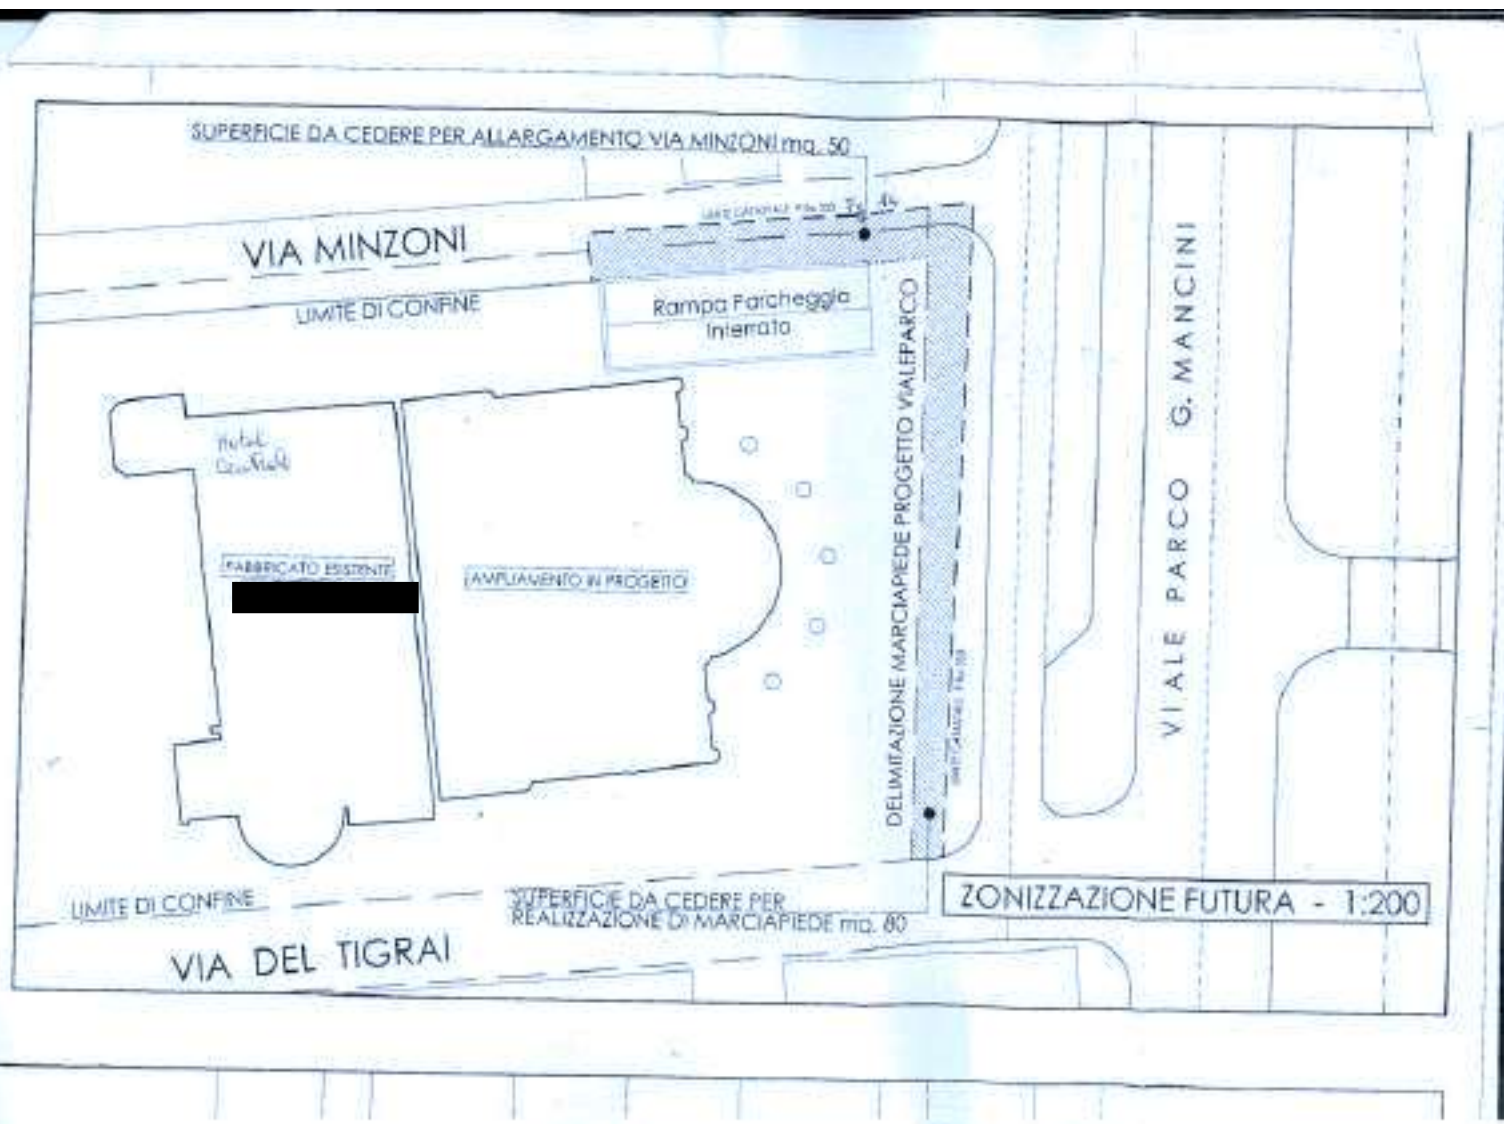 SUPERFICIE DA CEDERE PER ALLARGAMENTO VIA MINZONI mq. 50
VIA MINZONI
LIMITE DI CONFINE
Rampa Parcheggio
Interrato
Hotel
FABBRICATO ESISTENTE
AMPLIAMENTO IN PROGETTO
DELIMITAZIONE MARCIAPIEDE PROGETTO VIALEPARCO
VIALE PARCO G. MANCINI
LIMITE DI CONFINE
SUPERFICIE DA CEDERE PER
REALIZZAZIONE DI MARCIAPIEDE mq. 80
VIA DEL TIGRAI
ZONIZZAZIONE FUTURA - 1:200